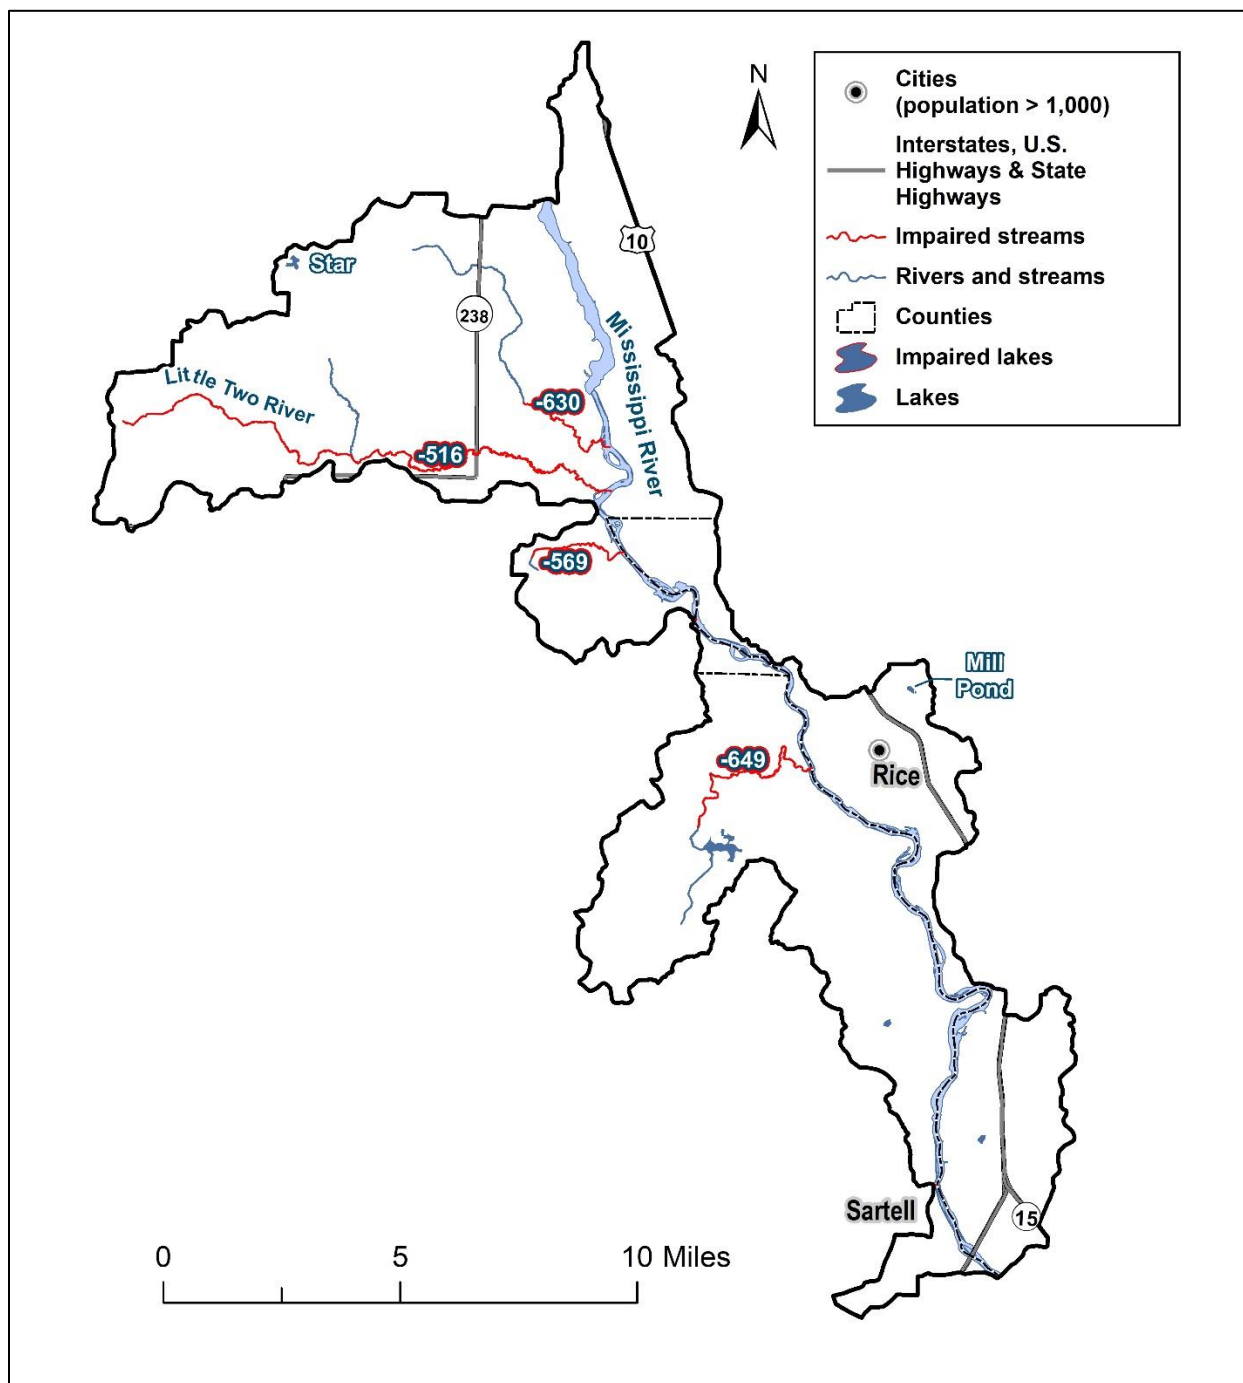 N
Cities
(population > 1,000)
Interstates, U.S.
Highways & State
Highways
Impaired streams
Rivers and streams
Counties
Impaired lakes
Lakes
10
Star
238
Mississippi River
Little Two River
-630
-516
-569
Mill
Pond
-649
Rice
Sartell
15
0 5 10 Miles